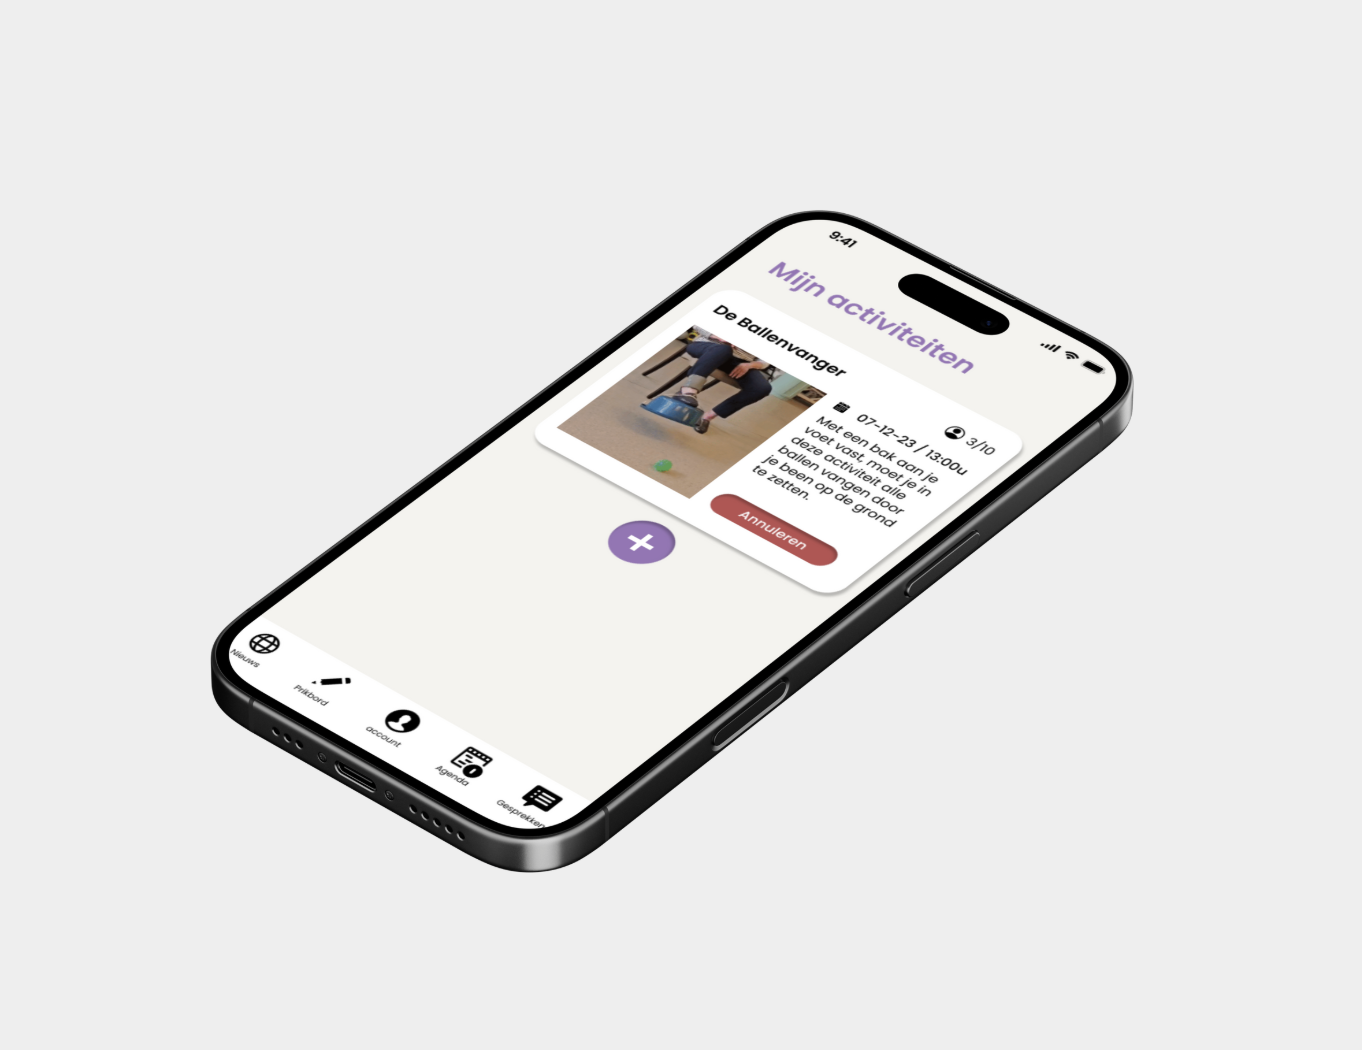 9:41
Mijn activiteiten
De Ballenvanger
3/10
07-12-23 / 13:00u
Met een bak aan je
voet vast, moet je in
deze activiteit alle
ballen vangen door
je been op de grond
te zetten.
Annuleren
Nieuws
Prikbord
account
Agenda
Gesprekken